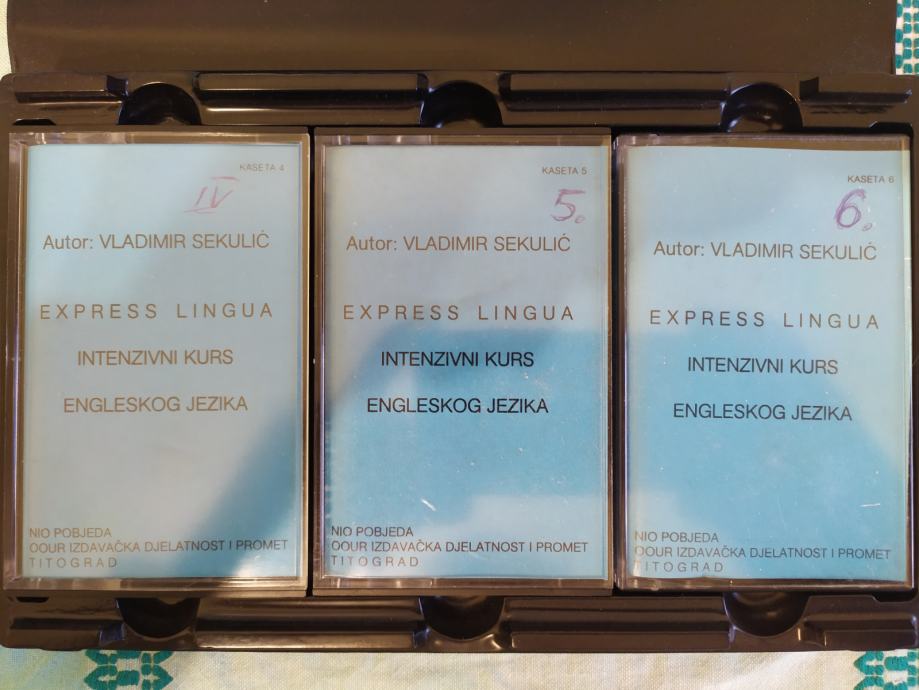 KASETA 4
IV
Autor: VLADIMIR SEKULIĆ
EXPRESS LINGUA
INTENZIVNI KURS
ENGLESKOG JEZIKA
NIO POBJEDA
OOUR IZDAVAČKA DJELATNOST I PROMET
TITOGRAD
KASETA 5
5.
Autor: VLADIMIR SEKULIĆ
EXPRESS LINGUA
INTENZIVNI KURS
ENGLESKOG JEZIKA
NIO POBJEDA
OOUR IZDAVAČKA DJELATNOST I PROMET
TITOGRAD
KASETA 6
6.
Autor: VLADIMIR SEKULIĆ
EXPRESS LINGUA
INTENZIVNI KURS
ENGLESKOG JEZIKA
NIO POBJEDA
OOUR IZDAVAČKA DJELATNOST I PROMET
TITOGRAD